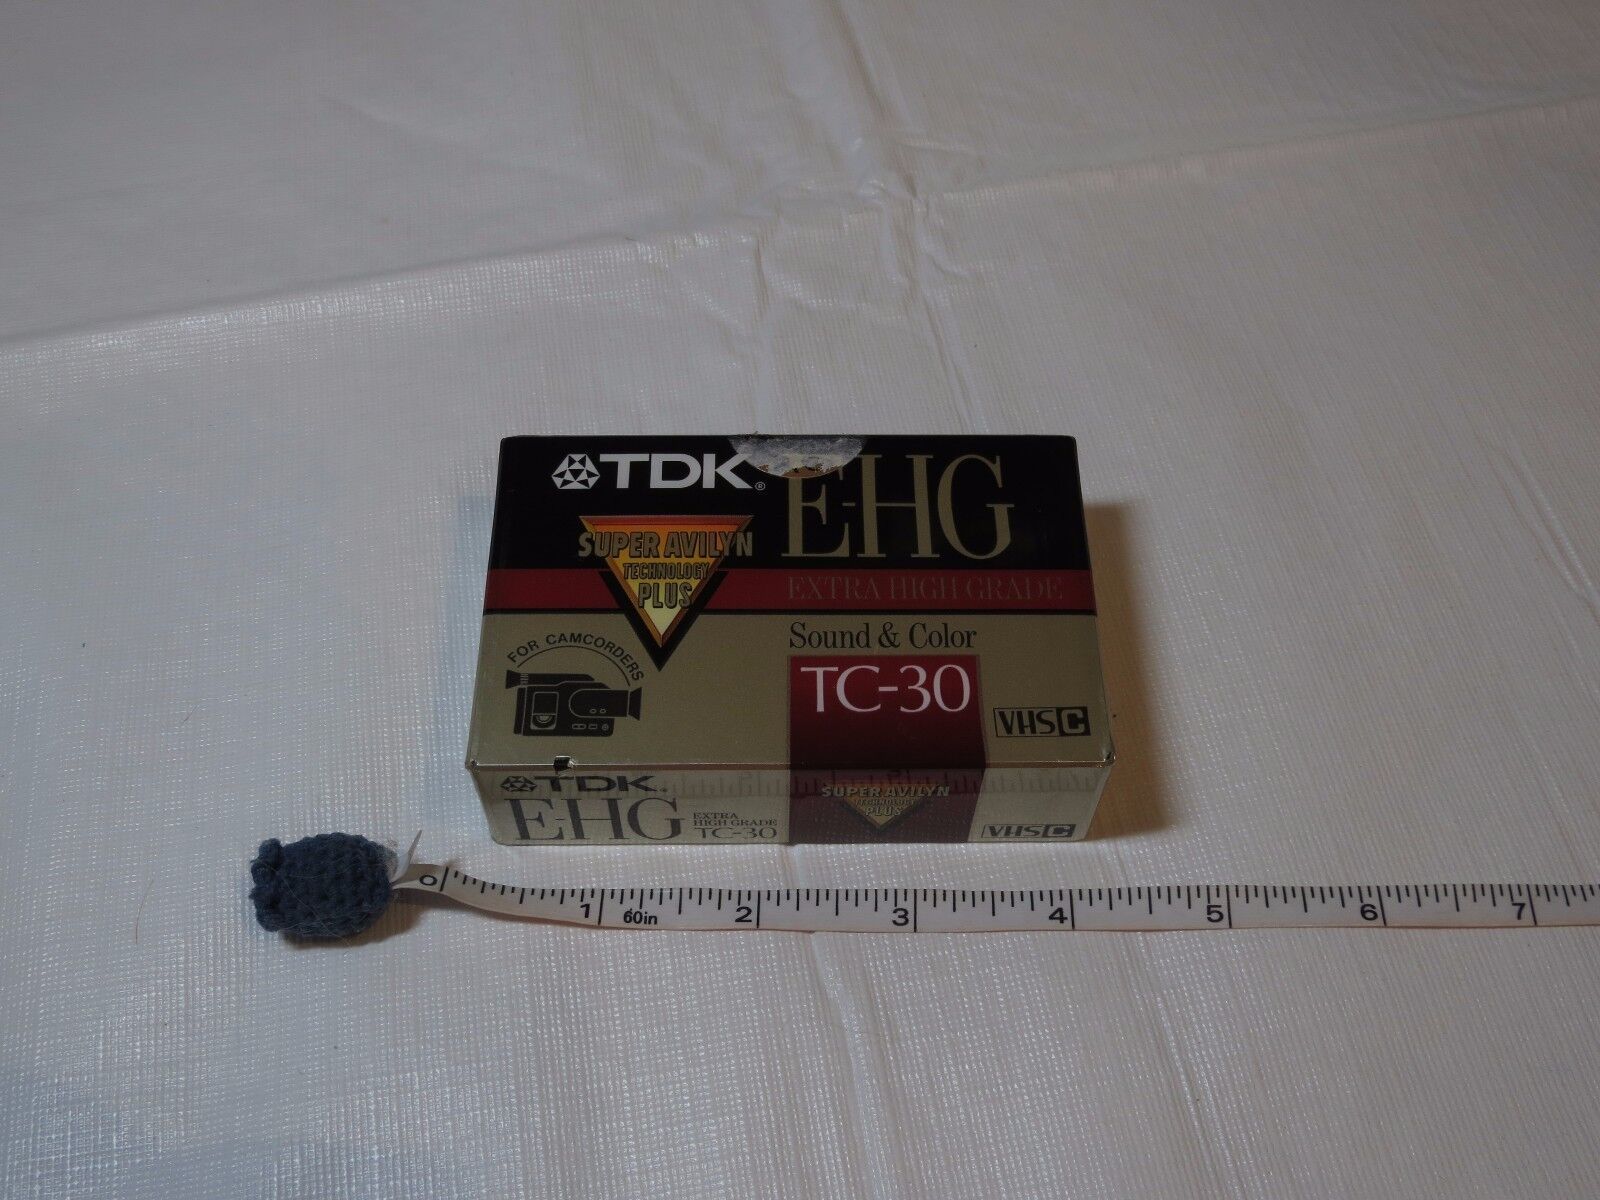 TDK®
E-HG
SUPER AVILYN
TECHNOLOGY
PLUS
EXTRA HIGH GRADE
FOR CAMCORDERS
Sound & Color
TC-30
VHS C
TDK
E-HG
EXTRA
HIGH GRADE
TC-30
SUPER AVILYN
TECHNOLOGY
PLUS
VHS C
0 1 60in 2 3 4 5 6 7